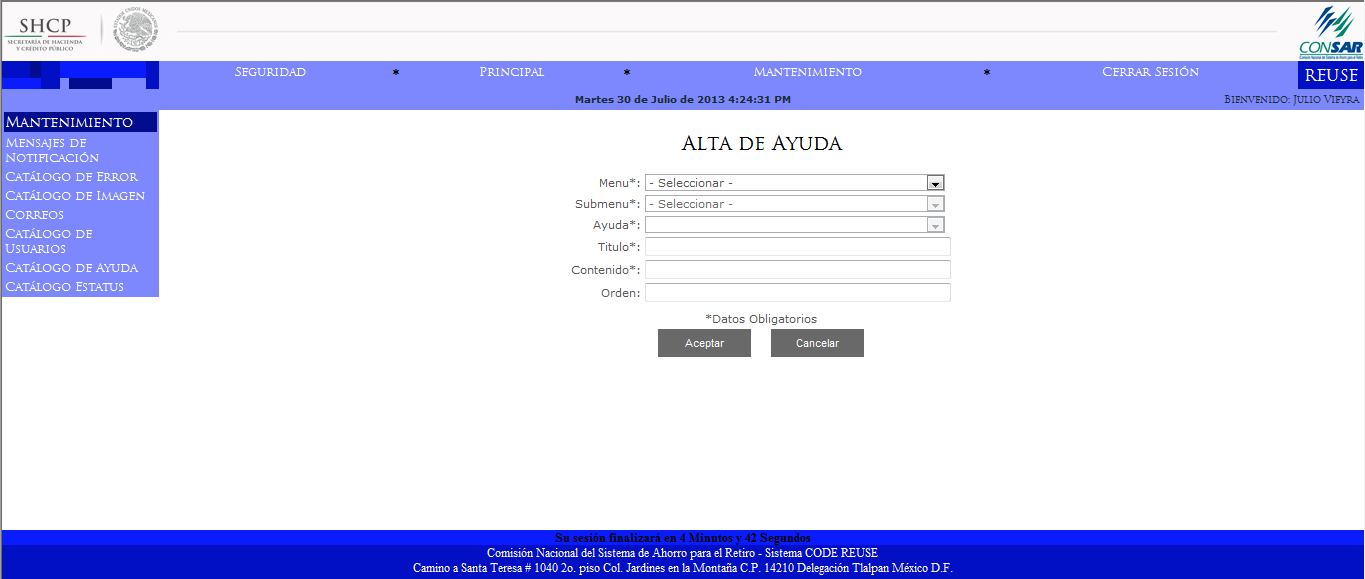 SHCP
SECRETARÍA DE HACIENDA
Y CRÉDITO PÚBLICO
ESTADOS UNIDOS MEXICANOS
CONSAR
Comisión Nacional del Sistema de Ahorro para el Retiro
SEGURIDAD * PRINCIPAL * MANTENIMIENTO * CERRAR SESIÓN REUSE
Martes 30 de Julio de 2013 4:24:31 PM BIENVENIDO: JULIO VIEYRA
MANTENIMIENTO
MENSAJES DE
NOTIFICACIÓN
CATÁLOGO DE ERROR
CATÁLOGO DE IMAGEN
CORREOS
CATÁLOGO DE
USUARIOS
CATÁLOGO DE AYUDA
CATÁLOGO ESTATUS
ALTA DE AYUDA
Menu*: - Seleccionar -
Submenu*: - Seleccionar -
Ayuda*:
Titulo*:
Contenido*:
Orden:
*Datos Obligatorios
Aceptar Cancelar
Su sesión finalizará en 4 Minutos y 42 Segundos
Comisión Nacional del Sistema de Ahorro para el Retiro - Sistema CODE REUSE
Camino a Santa Teresa # 1040 2o. piso Col. Jardines en la Montaña C.P. 14210 Delegación Tlalpan México D.F.